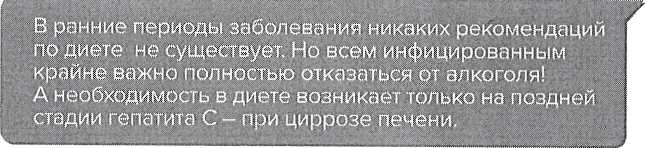 В ранние периоды заболевания никаких рекомендаций
по диете не существует. Но всем инфицированным
крайне важно полностью отказаться от алкоголя!
А необходимость в диете возникает только на поздней
стадии гепатита С – при циррозе печени.